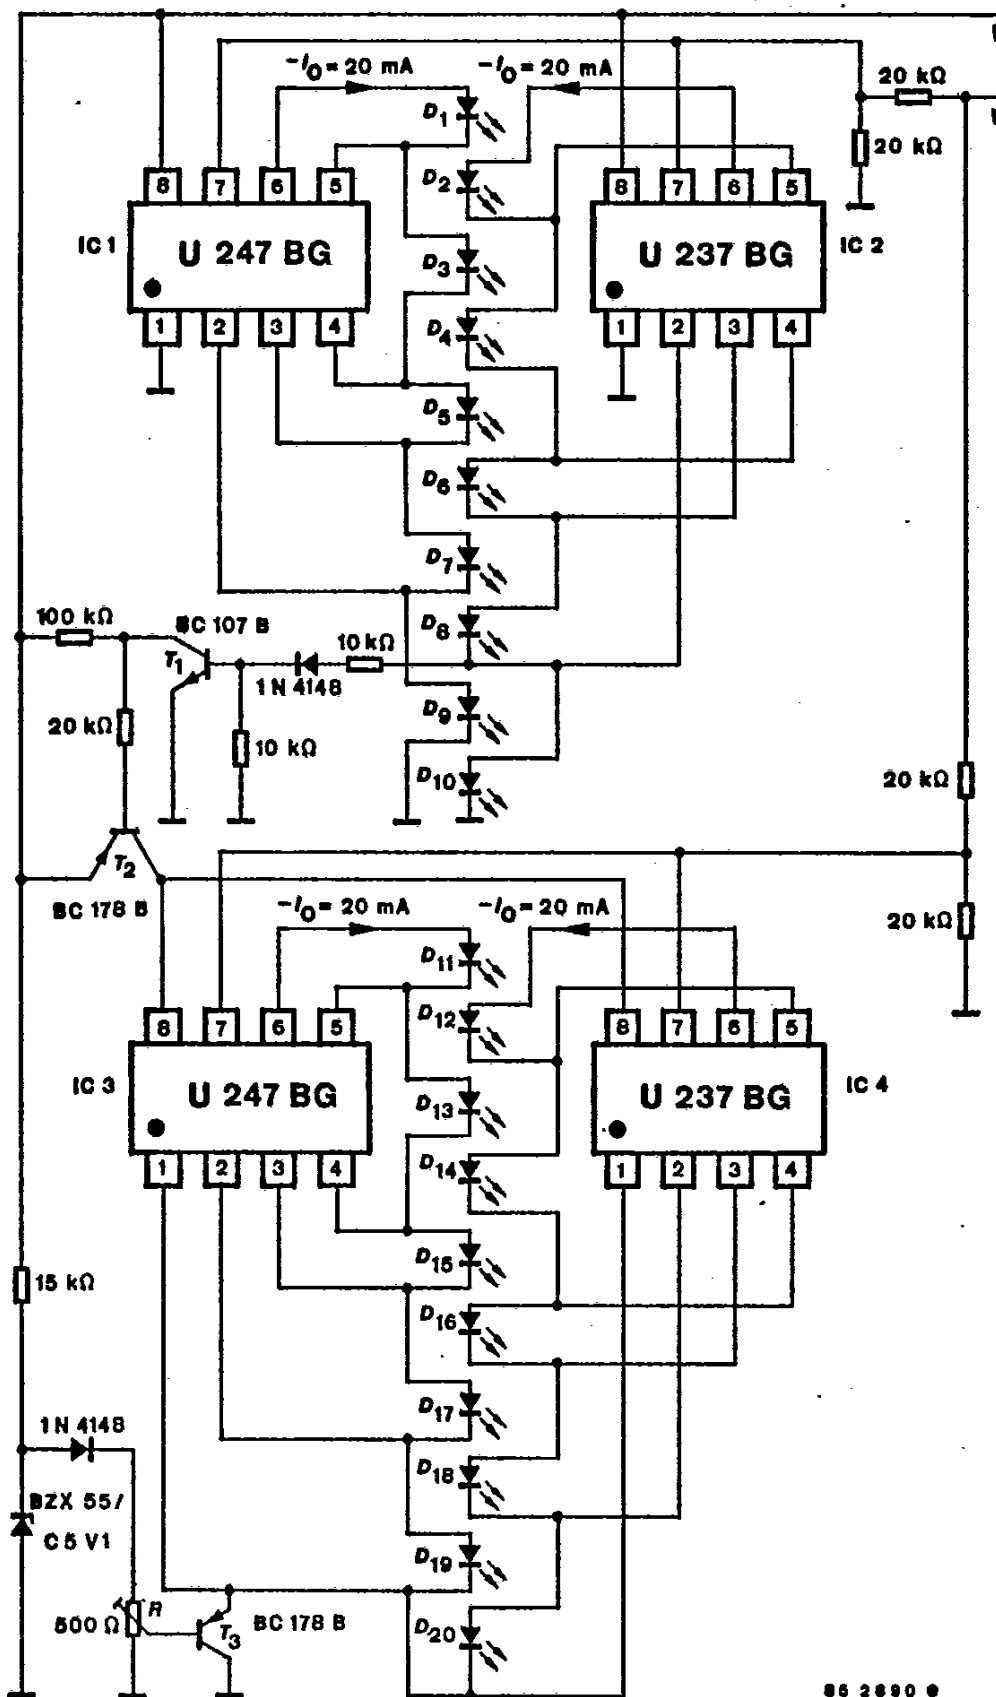 -I₀ = 20 mA
-I₀ = 20 mA
20 kΩ
D₁
20 kΩ
D₂
8 7 6 5
8 7 6 5
IC 1
U 247 BG
D₃
U 237 BG
IC 2
1 2 3 4
D₄
1 2 3 4
D₅
D₆
D₇
100 kΩ
BC 107 B
D₈
10 kΩ
T₁
1 N 4148
D₉
20 kΩ
10 kΩ
D₁₀
20 kΩ
T₂
BC 178 B
-I₀ = 20 mA
-I₀ = 20 mA
20 kΩ
D₁₁
D₁₂
8 7 6 5
8 7 6 5
IC 3
U 247 BG
D₁₃
U 237 BG
IC 4
1 2 3 4
D₁₄
1 2 3 4
D₁₅
15 kΩ
D₁₆
D₁₇
1 N 4148
D₁₈
BZX 55/
C 5 V1
D₁₉
R
500 Ω
T₃
BC 178 B
D₂₀
86 2690